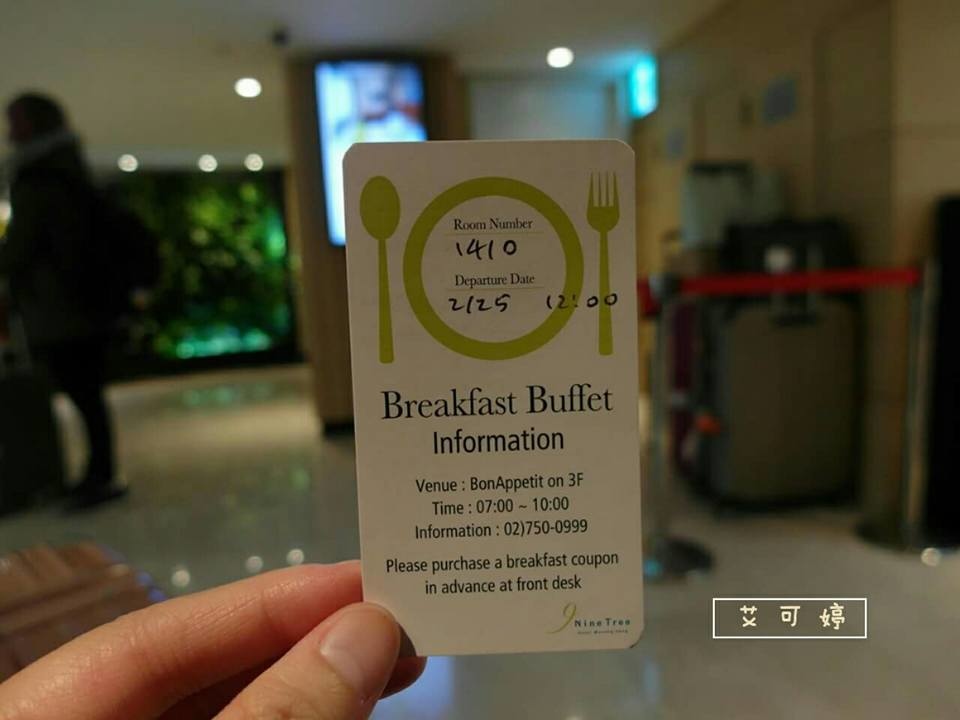 Room Number
1410
Departure Date
2/25 12:00
Breakfast Buffet
Information
Venue : BonAppetit on 3F
Time : 07:00 ~ 10:00
Information : 02)750-0999
Please purchase a breakfast coupon
in advance at front desk
Nine Tree
艾可婷